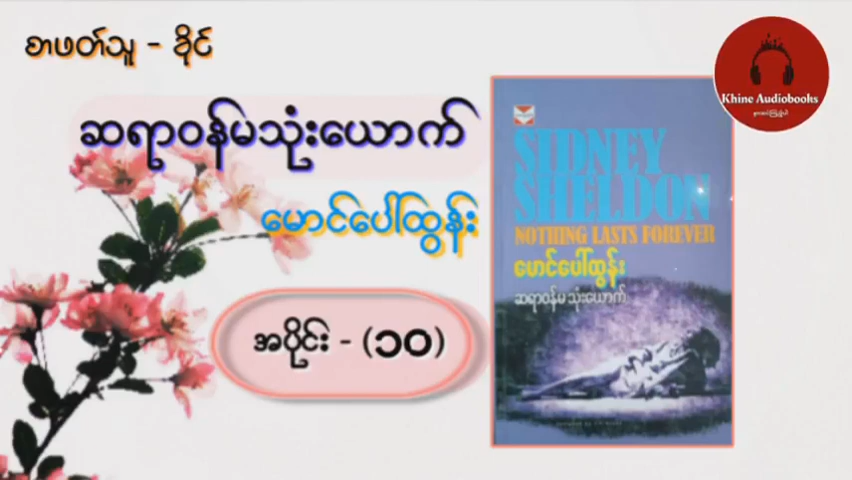 စာဖတ်သူ - ခိုင်
Khine Audiobooks
ဆရာဝန်မသုံးယောက်
မောင်ပေါ်ထွန်း
အပိုင်း - (၁၀)
SIDNEY
SHELDON
NOTHING LASTS FOREVER
မောင်ပေါ်ထွန်း
ဆရာဝန်မသုံးယောက်